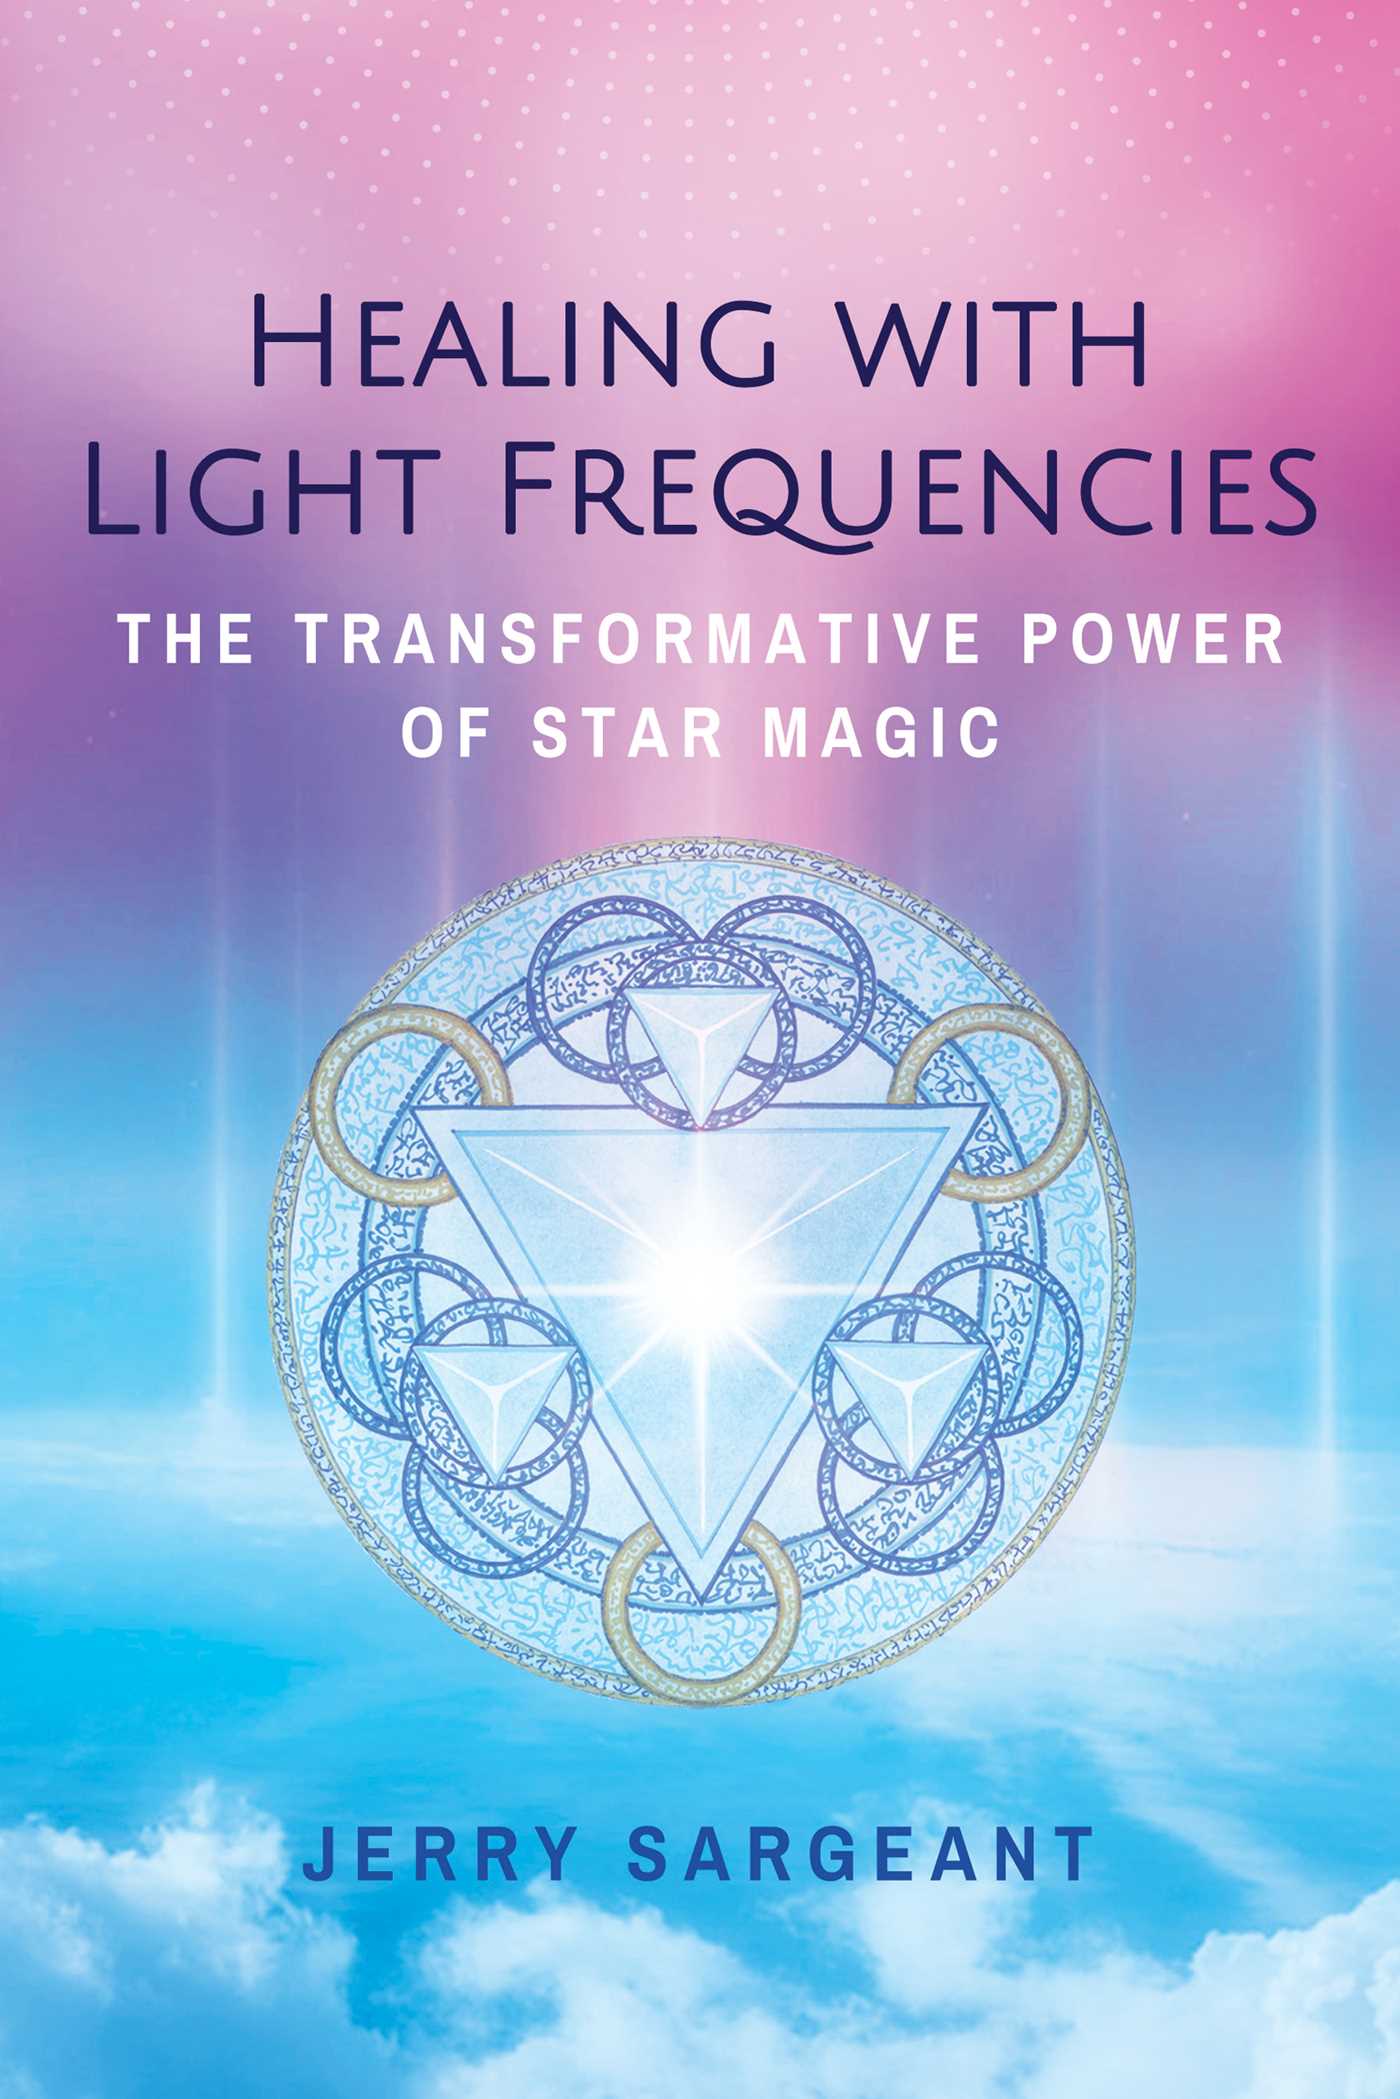 HEALING WITH
LIGHT FREQUENCIES
THE TRANSFORMATIVE POWER
OF STAR MAGIC
JERRY SARGEANT